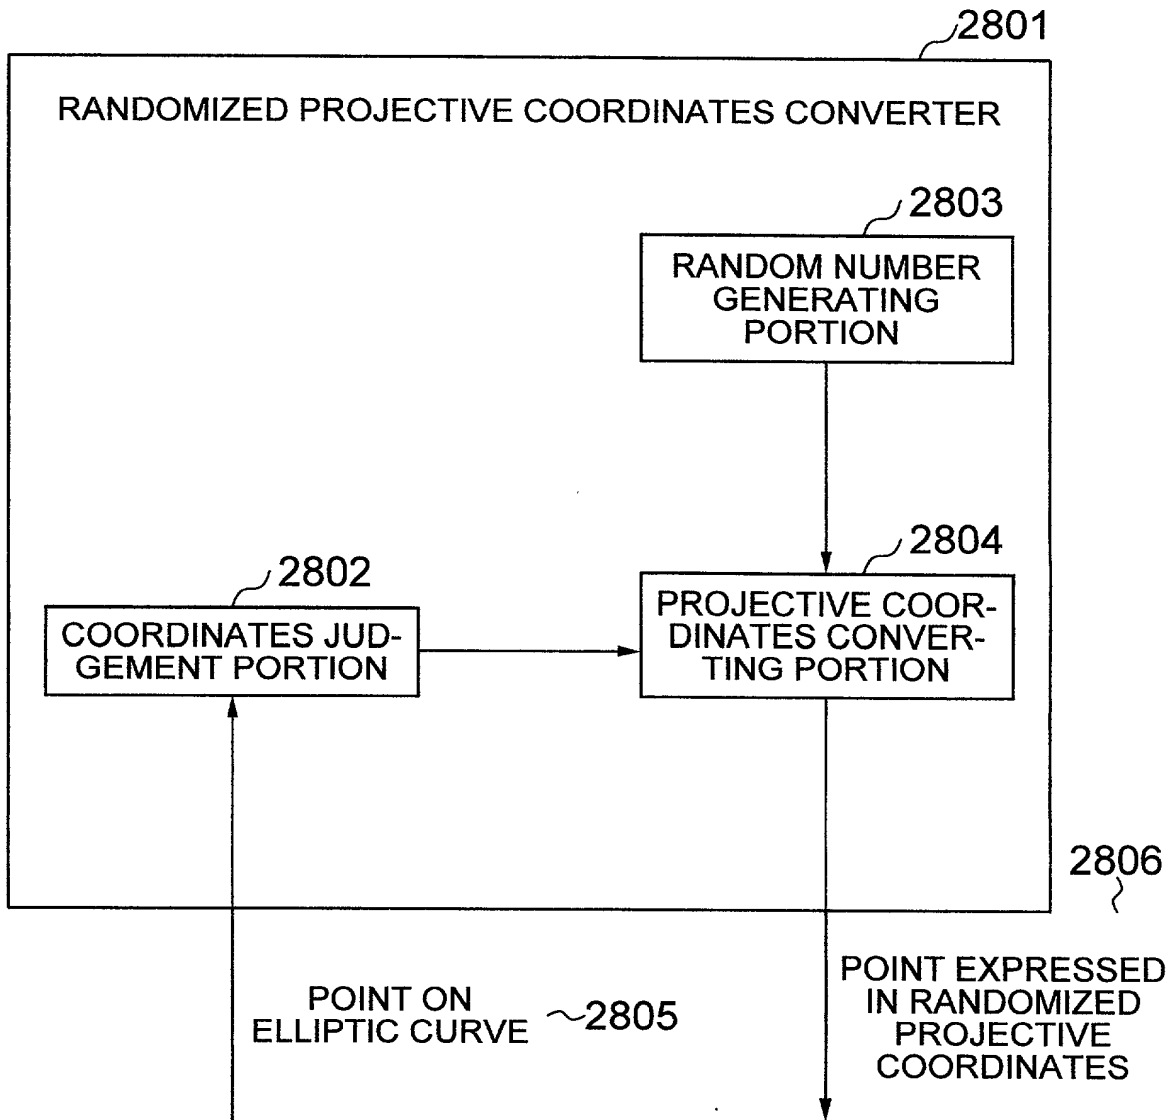 2801
RANDOMIZED PROJECTIVE COORDINATES CONVERTER
2803
RANDOM NUMBER
GENERATING
PORTION
2804
PROJECTIVE COOR-
DINATES CONVER-
TING PORTION
2802
COORDINATES JUD-
GEMENT PORTION
2806
POINT EXPRESSED
IN RANDOMIZED
PROJECTIVE
COORDINATES
POINT ON
ELLIPTIC CURVE
2805